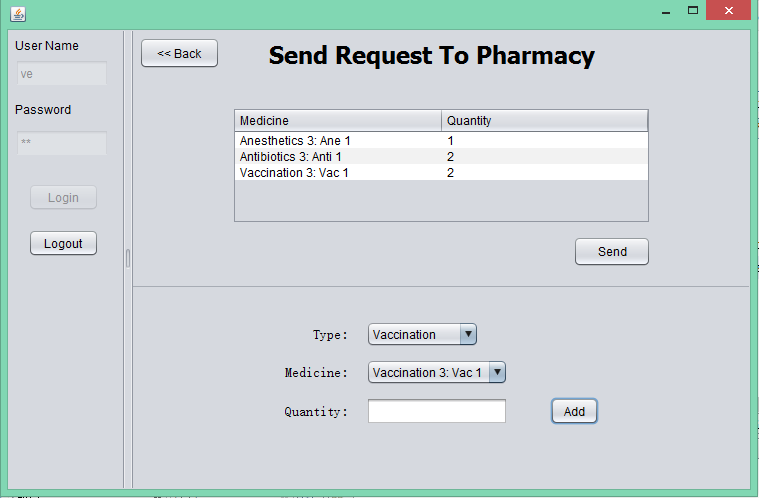 User Name
ve
Password
**
Login
Logout
<< Back
Send Request To Pharmacy
Medicine Quantity
Anesthetics 3: Ane 1 1
Antibiotics 3: Anti 1 2
Vaccination 3: Vac 1 2
Send
Type: Vaccination
Medicine: Vaccination 3: Vac 1
Quantity:
Add